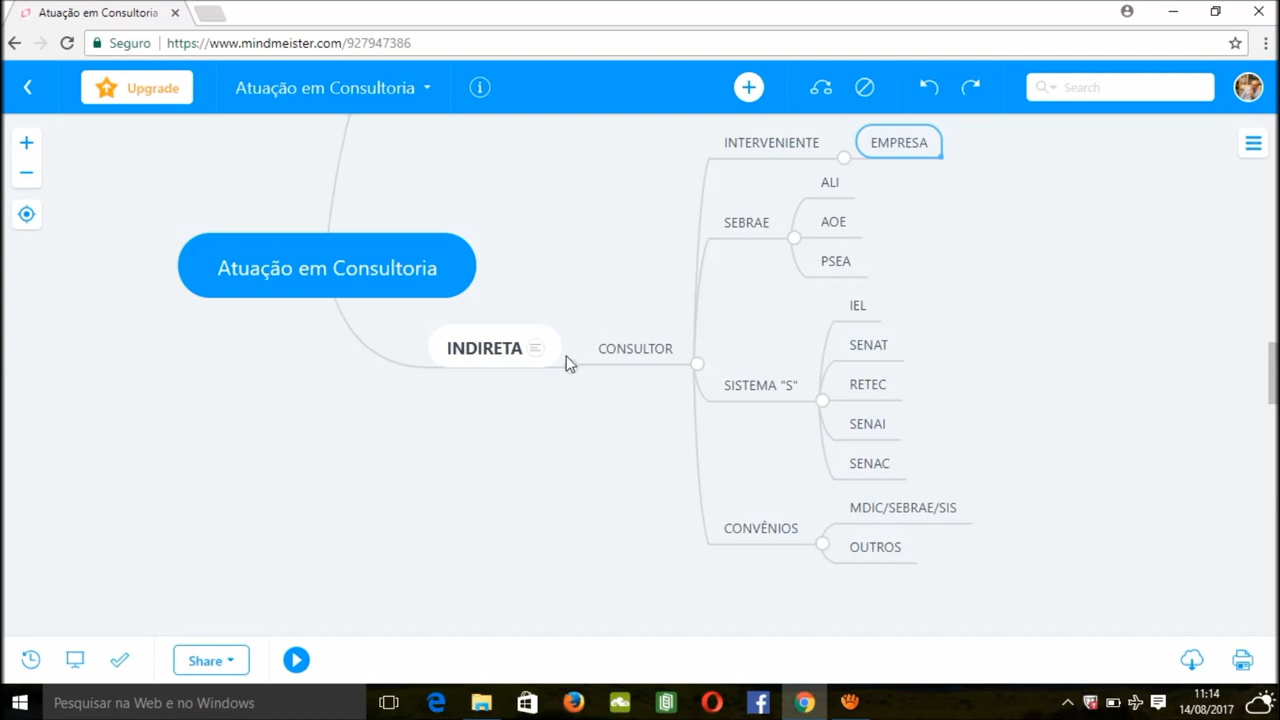 Atuação em Consultoria
Seguro https://www.mindmeister.com/927947386
Upgrade
Atuação em Consultoria
Search
INTERVENIENTE
EMPRESA
ALI
SEBRAE
AOE
PSEA
Atuação em Consultoria
INDIRETA
CONSULTOR
IEL
SENAT
SISTEMA "S"
RETEC
SENAI
SENAC
MDIC/SEBRAE/SIS
CONVÊNIOS
OUTROS
Share
Pesquisar na Web e no Windows
11:14
14/08/2017